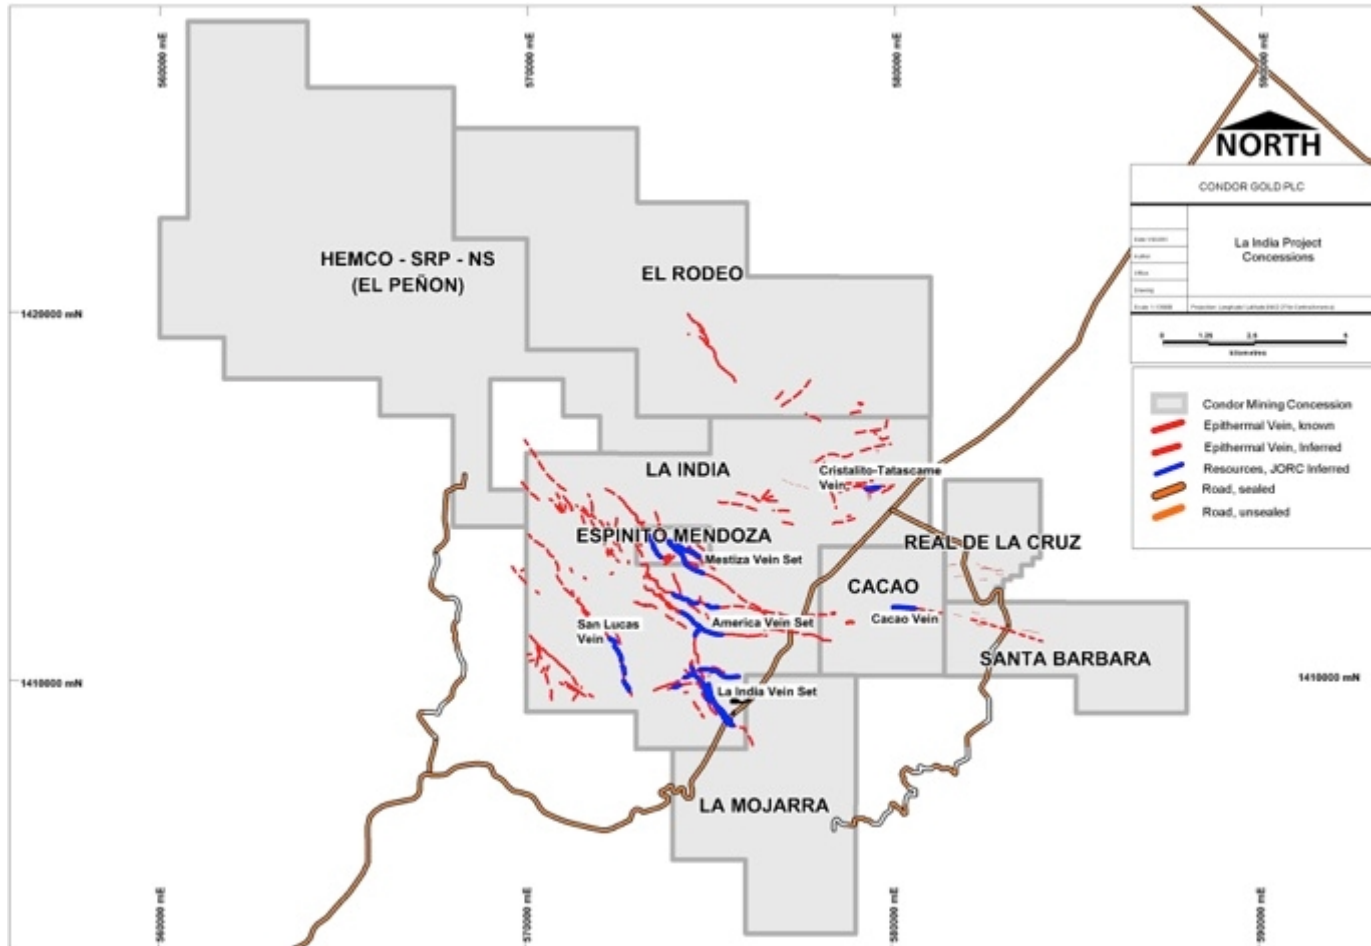 560000 mE
570000 mE
580000 mE
590000 mE
NORTH
CONDOR GOLD PLC
La India Project
Concessions
0
5
kilometres
HEMCO - SRP - NS
(EL PEÑON)
EL RODEO
1420000 mN
Condor Mining Concession
Epithermal Vein, known
Epithermal Vein, Inferred
Resources, JORC Inferred
Road, sealed
Road, unsealed
LA INDIA
Cristalito-Tatascame
Vein
ESPINITO MENDOZA
REAL DE LA CRUZ
Mestiza Vein Set
CACAO
San Lucas
Vein
America Vein Set
Cacao Vein
SANTA BARBARA
1410000 mN
1410000 mN
La India Vein Set
LA MOJARRA
560000 mE
570000 mE
580000 mE
590000 mE